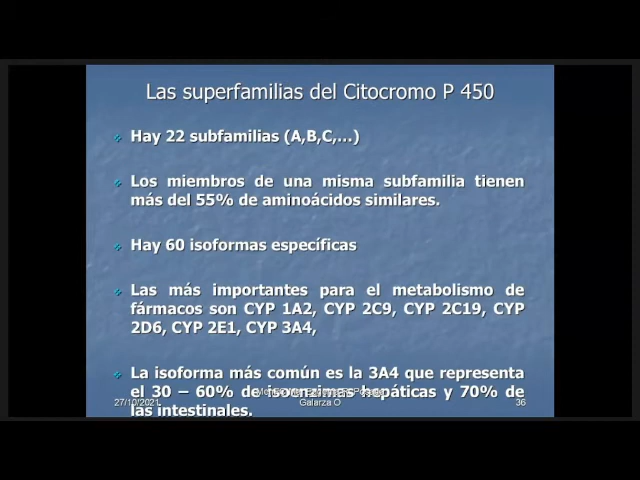 Las superfamilias del Citocromo P 450
Hay 22 subfamilias (A,B,C,...)
Los miembros de una misma subfamilia tienen
más del 55% de aminoácidos similares.
Hay 60 isoformas específicas
Las más importantes para el metabolismo de
fármacos son CYP 1A2, CYP 2C9, CYP 2C19, CYP
2D6, CYP 2E1, CYP 3A4,
La isoforma más común es la 3A4 que representa
el 30 – 60% de isoenzimas hepáticas y 70% de
las intestinales.
27/10/2021
Galarza O
36